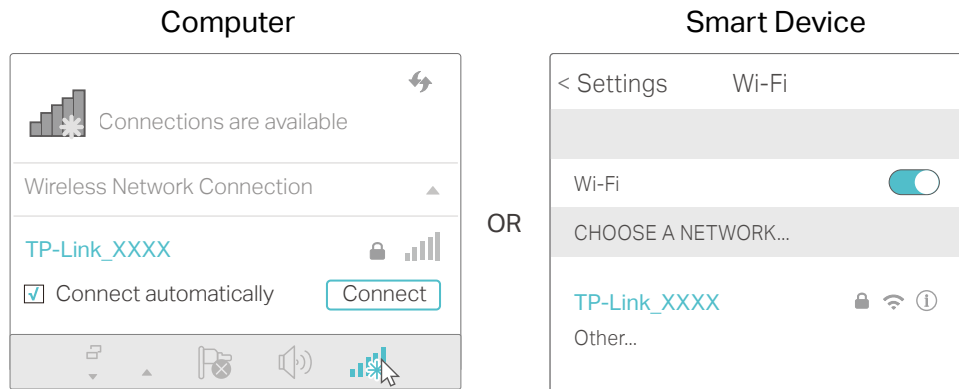 Computer
Connections are available
Wireless Network Connection
TP-Link_XXXX
Connect automatically
Connect
OR
Smart Device
< Settings
Wi-Fi
Wi-Fi
CHOOSE A NETWORK...
TP-Link_XXXX
Other...